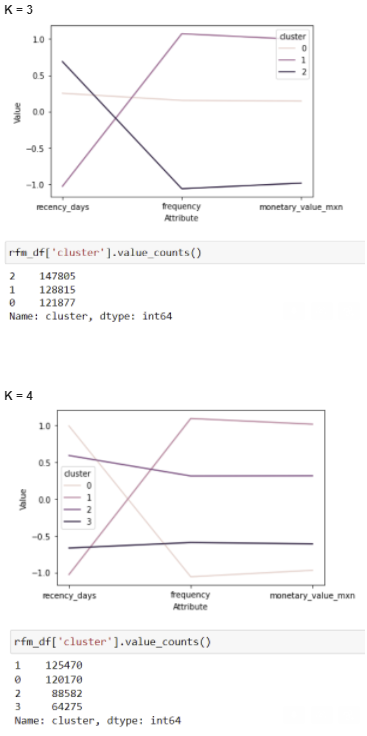 K = 3
1.0
0.5
0.0
−0.5
−1.0
Value
cluster
0
1
2
recency_days
frequency
monetary_value_mxn
Attribute
rfm_df['cluster'].value_counts()
2    147805
1    128815
0    121877
Name: cluster, dtype: int64
K = 4
1.0
0.5
0.0
−0.5
−1.0
Value
cluster
0
1
2
3
recency_days
frequency
monetary_value_mxn
Attribute
rfm_df['cluster'].value_counts()
1    125470
0    120170
2     88582
3     64275
Name: cluster, dtype: int64